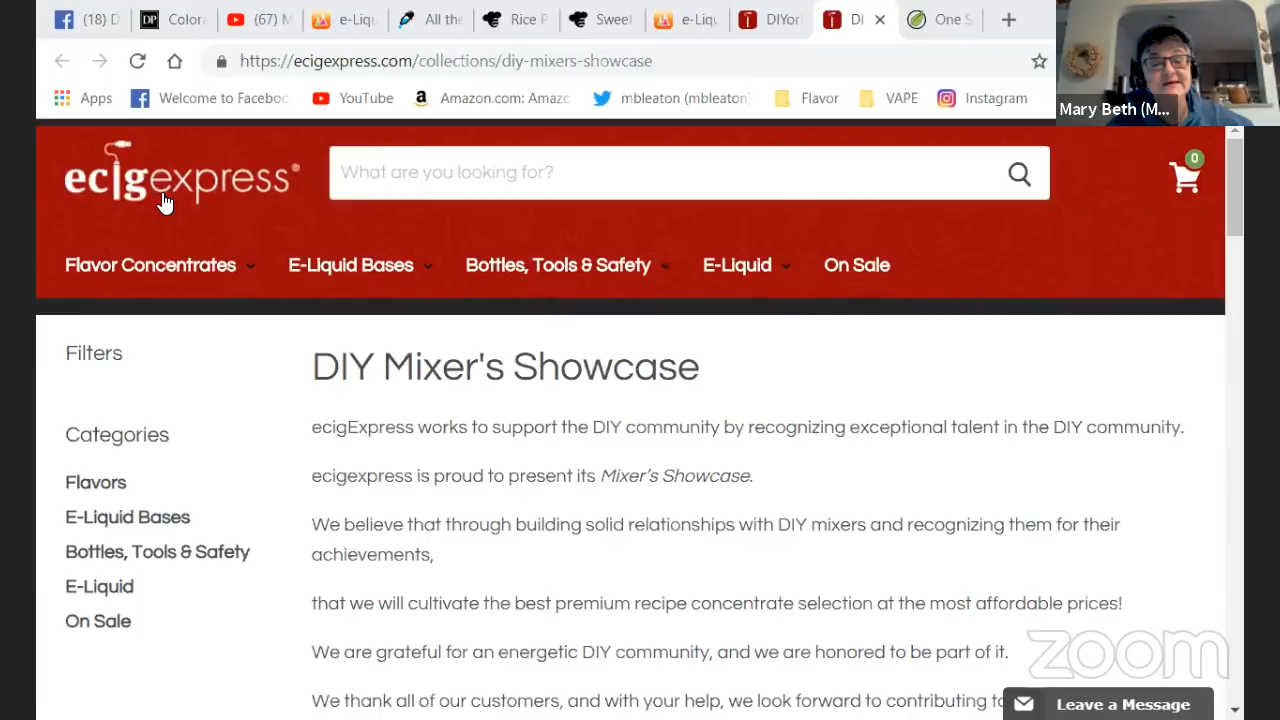 (18) D
Colora
(67) M
e-Liqu
All the
Rice P
Sweet
e-Liqu
DIYor
DI
One S
https://ecigexpress.com/collections/diy-mixers-showcase
Apps
Welcome to Faceboo
YouTube
Amazon.com: Amazo
mbleaton (mbleaton)
Flavor
VAPE
Instagram
Mary Beth (M...
ecigexpress®
What are you looking for?
0
Flavor Concentrates
E-Liquid Bases
Bottles, Tools & Safety
E-Liquid
On Sale
Filters
Categories
Flavors
E-Liquid Bases
Bottles, Tools & Safety
E-Liquid
On Sale
DIY Mixer's Showcase
ecigExpress works to support the DIY community by recognizing exceptional talent in the DIY community.
ecigexpress is proud to present its Mixer's Showcase.
We believe that through building solid relationships with DIY mixers and recognizing them for their
achievements,
that we will cultivate the best premium recipe concentrate selection at the most affordable prices!
We are grateful for an energetic DIY community, and we are honored to be part of it.
We thank all of our customers, and with your help, we look forward to contributing to
zoom
Leave a Message